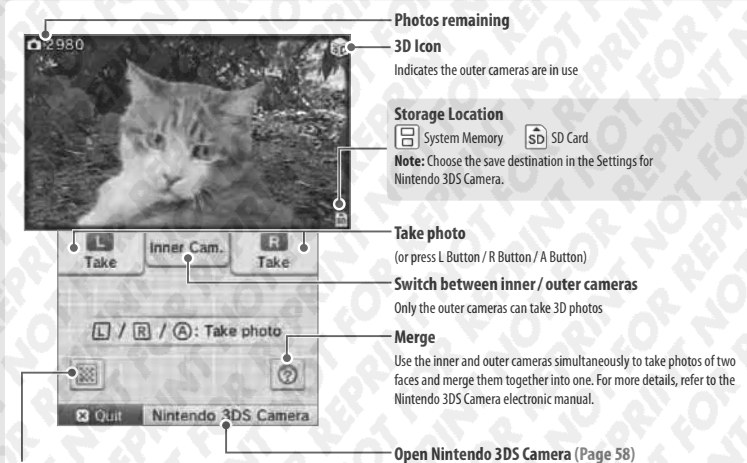 2980
3D
Photos remaining
3D Icon
Indicates the outer cameras are in use
Storage Location
System Memory
SD
SD Card
Note: Choose the save destination in the Settings for
Nintendo 3DS Camera.
SD
L
Take
Inner Cam.
R
Take
Take photo
(or press L Button / R Button / A Button)
Switch between inner / outer cameras
Only the outer cameras can take 3D photos
L / R / A: Take photo
Merge
Use the inner and outer cameras simultaneously to take photos of two
faces and merge them together into one. For more details, refer to the
Nintendo 3DS Camera electronic manual.
?
Quit
Nintendo 3DS Camera
Open Nintendo 3DS Camera (Page 58)
NOT FOR REPRINT